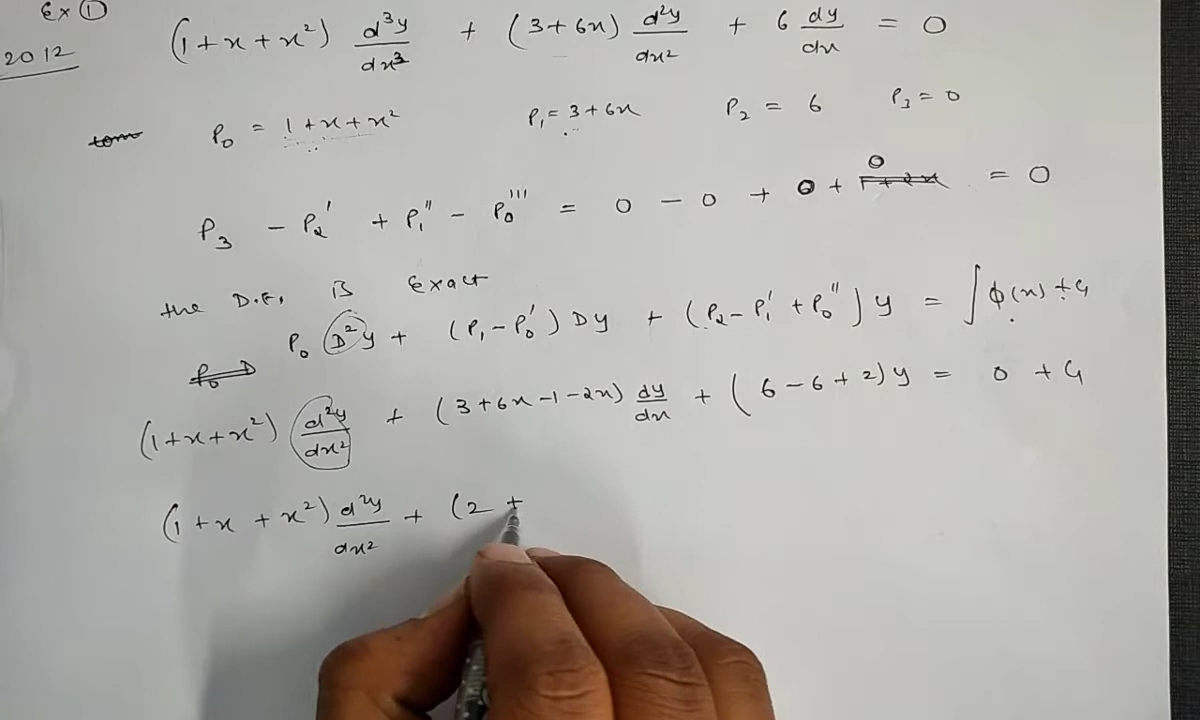 Ex ①
2012
(1+x+x²) d³y/dx³ + (3+6x) d²y/dx² + 6 dy/dx = 0
P₀ = 1+x+x² P₁ = 3+6x P₂ = 6 P₃ = 0
P₃ - P₂' + P₁'' - P₀''' = 0 - 0 + 0 + 0 = 0
the D.E. is Exact
P₀ D²y + (P₁ - P₀') Dy + (P₂ - P₁' + P₀'') y = ∫ϕ(x) + C₁
(1+x+x²) d²y/dx² + (3+6x-1-2x) dy/dx + (6-6+2) y = 0 + C₁
(1+x+x²) d²y/dx² + (2 +